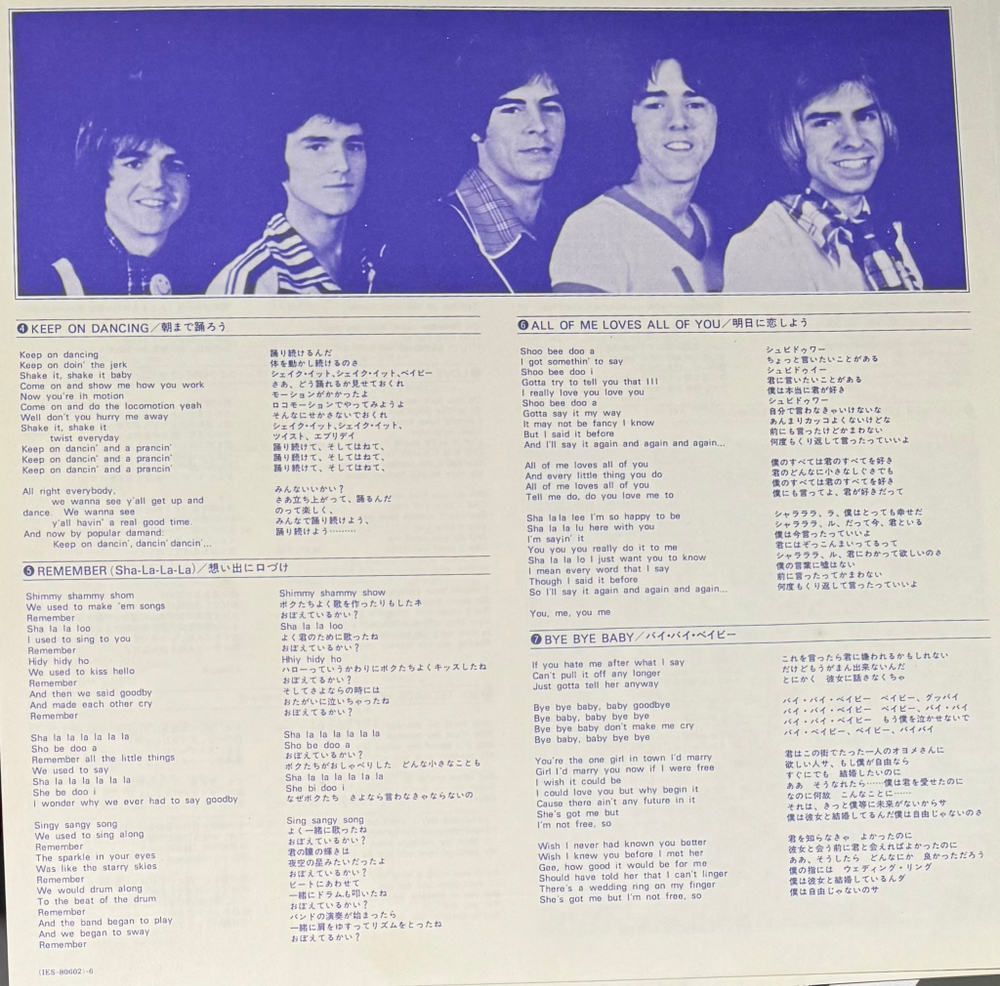 ❹KEEP ON DANCING／朝まで踊ろう
Keep on dancing
Keep on doin' the jerk
Shake it, shake it baby
Come on and show me how you work
Now you're in motion
Come on and do the locomotion yeah
Well don't you hurry me away
Shake it, shake it
twist everyday
Keep on dancin' and a prancin'
Keep on dancin' and a prancin'
Keep on dancin' and a prancin'
All right everybody,
we wanna see y'all get up and
dance. We wanna see
y'all havin' a real good time.
And now by popular damand:
Keep on dancin', dancin' dancin'...
踊り続けるんだ
体を動かし続けるのさ
シェイク・イット、シェイク・イット、ベイビー
さあ、どう踊れるか見せておくれ
モーションがかかったよ
ロコモーションでやってみようよ
そんなにせかさないでおくれ
シェイク・イット、シェイク・イット、
ツイスト、エブリデイ
踊り続けて、そしてはねて、
踊り続けて、そしてはねて、
踊り続けて、そしてはねて、
みんないいかい？
さあ立ち上がって、踊るんだ
のって楽しく、
みんなで踊り続けよう、
踊り続けよう………
❺REMEMBER (Sha-La-La-La)／想い出に口づけ
Shimmy shammy shom
We used to make 'em songs
Remember
Sha la la loo
I used to sing to you
Remember
Hidy hidy ho
We used to kiss hello
Remember
And then we said goodby
And made each other cry
Remember
Sha la la la la la la
Sho be doo a
Remember all the little things
We used to say
Sha la la la la la la
She be doo i
I wonder why we ever had to say goodby
Singy sangy song
We used to sing along
Remember
The sparkle in your eyes
Was like the starry skies
Remember
We would drum along
To the beat of the drum
Remember
And the band began to play
And we began to sway
Remember
Shimmy shammy show
ボクたちよく歌を作ったりもしたネ
おぼえているかい？
Sha la la loo
よく君のために歌ったね
おぼえているかい？
Hhiy hidy ho
ハローっていうかわりにボクたちよくキッスしたね
おぼえてるかい？
そしてさよならの時には
おたがいに泣いちゃったね
おぼえてるかい？
Sha la la la la la la
Sho be doo a
おぼえているかい？
ボクたちがおしゃべりした　どんな小さなことも
Sha la la la la la la
She bi doo i
なぜボクたち　さよなら言わなきゃならないの
Sing sangy song
よく一緒に歌ったね
おぼえているかい？
君の瞳の輝きは
夜空の星みたいだったよ
おぼえているかい？
ビートにあわせて
一緒にドラムも叩いたね
おぼえているかい？
バンドの演奏が始まったら
一緒に肩をゆすってリズムをとったね
おぼえてるかい？
(IES-80602)-6
❻ALL OF ME LOVES ALL OF YOU／明日に恋しよう
Shoo bee doo a
I got somethin' to say
Shoo bee doo i
Gotta try to tell you that III
I really love you love you
Shoo bee doo a
Gotta say it my way
It may not be fancy I know
But I said it before
And I'll say it again and again and again...
All of me loves all of you
And every little thing you do
All of me loves all of you
Tell me do, do you love me to
Sha la la lee I'm so happy to be
Sha la la lu here with you
I'm sayin' it
You you you really do it to me
Sha la la lo I just want you to know
I mean every word that I say
Though I said it before
So I'll say it again and again and again...
You, me, you me
シュビドゥワー
ちょっと言いたいことがある
シュビドゥイー
君に言いたいことがある
僕は本当に君が好き
シュビドゥワー
自分で言わなきゃいけないな
あんまりカッコよくないけどな
前にも言ったけどかまわない
何度もくり返して言ったっていいよ
僕のすべては君のすべてを好き
君のどんなに小さなしぐさでも
僕のすべては君のすべてを好き
僕にも言ってよ、君が好きだって
シャラララ、ラ、僕はとっても幸せだ
シャラララ、ル、だって今、君といる
僕は今言ったっていいよ
君にはぞっこんまいってるって
シャラララ、ル、君にわかって欲しいのさ
僕の言葉に嘘はない
前に言ったってかまわない
何度もくり返して言ったっていいよ
❼BYE BYE BABY／バイ・バイ・ベイビー
If you hate me after what I say
Can't pull it off any longer
Just gotta tell her anyway
Bye bye baby, baby goodbye
Bye baby, baby bye bye
Bye bye baby don't make me cry
Bye baby, baby bye bye
You're the one girl in town I'd marry
Girl I'd marry you now if I were free
I wish it could be
I could love you but why begin it
Cause there ain't any future in it
She's got me but
I'm not free, so
Wish I never had known you better
Wish I knew you before I met her
Gee, how good it would be for me
Should have told her that I can't linger
There's a wedding ring on my finger
She's got me but I'm not free, so
これを言ったら君に嫌われるかもしれない
だけどもうがまん出来ないんだ
とにかく　彼女に話さなくちゃ
バイ・バイ・ベイビー　ベイビー、グッバイ
バイ・バイ・ベイビー　ベイビー、バイ・バイ
バイ・バイ・ベイビー　もう僕を泣かせないで
バイ・ベイビー、ベイビー、バイバイ
君はこの街でたった一人のオヨメさんに
欲しい人サ、もし僕が自由なら
すぐにでも　結婚したいのに
ああ　そうなれたら……僕は君を愛せたのに
なのに何故　こんなことに……
それは、きっと僕等に未来がないからサ
僕は彼女と結婚してるんだ僕は自由じゃないのさ
君を知らなきゃ　よかったのに
彼女と会う前に君と会えればよかったのに
ああ、そうしたら　どんなにか　良かっただろう
僕の指には　ウェディング・リング
僕は彼女と結婚しているんダ
僕は自由じゃないのサ